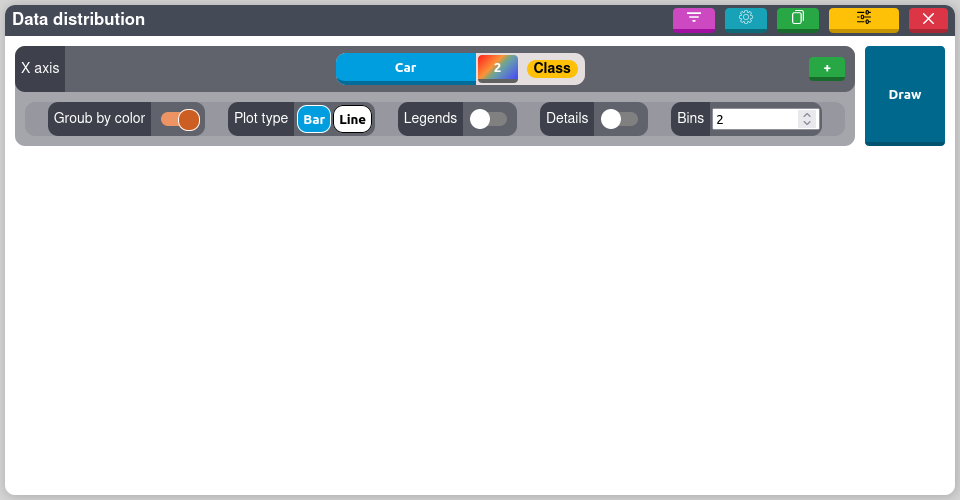 Data distribution
X axis
Car
2
Class
+
Draw
Groub by color
Plot type
Bar
Line
Legends
Details
Bins
2